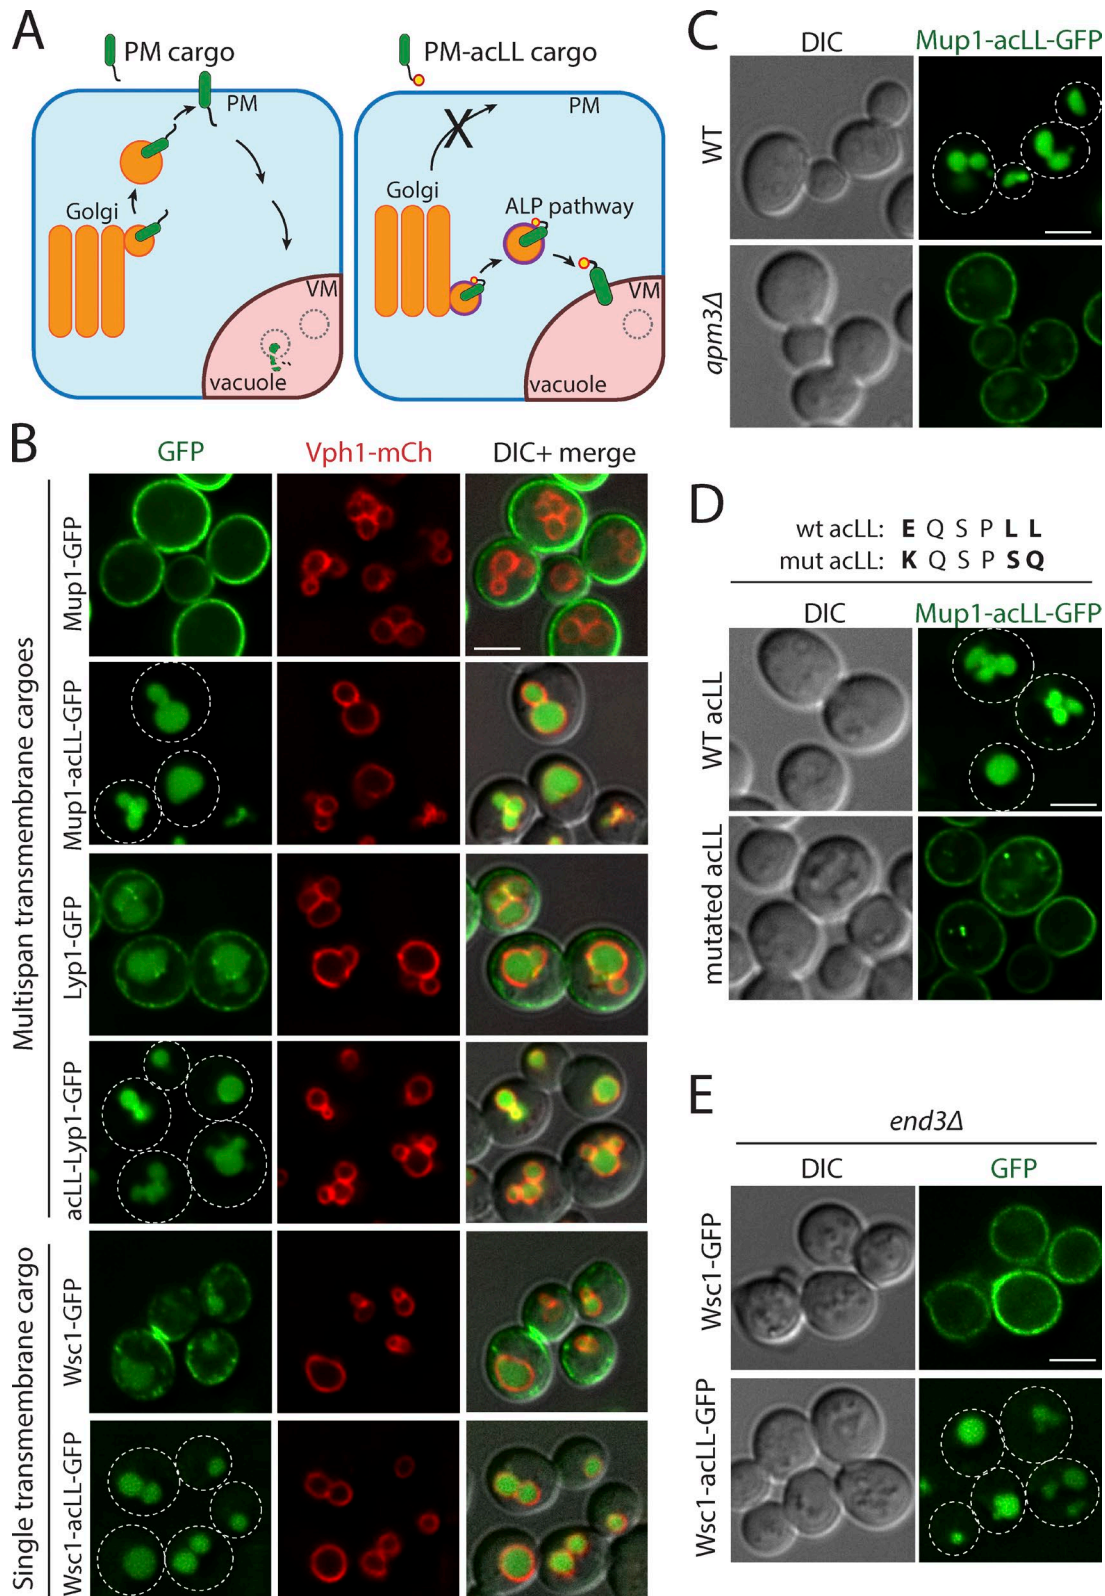 A
PM cargo
PM
Golgi
VM
vacuole
PM-acLL cargo
PM
X
Golgi
ALP pathway
VM
vacuole
B
GFP
Vph1-mCh
DIC+ merge
Multispan transmembrane cargoes
Mup1-GFP
Mup1-acLL-GFP
Lyp1-GFP
acLL-Lyp1-GFP
Single transmembrane cargo
Wsc1-GFP
Wsc1-acLL-GFP
C
DIC
Mup1-acLL-GFP
WT
apm3Δ
D
wt acLL: E Q S P L L
mut acLL: K Q S P S Q
DIC
Mup1-acLL-GFP
WT acLL
mutated acLL
E
end3Δ
DIC
GFP
Wsc1-GFP
Wsc1-acLL-GFP